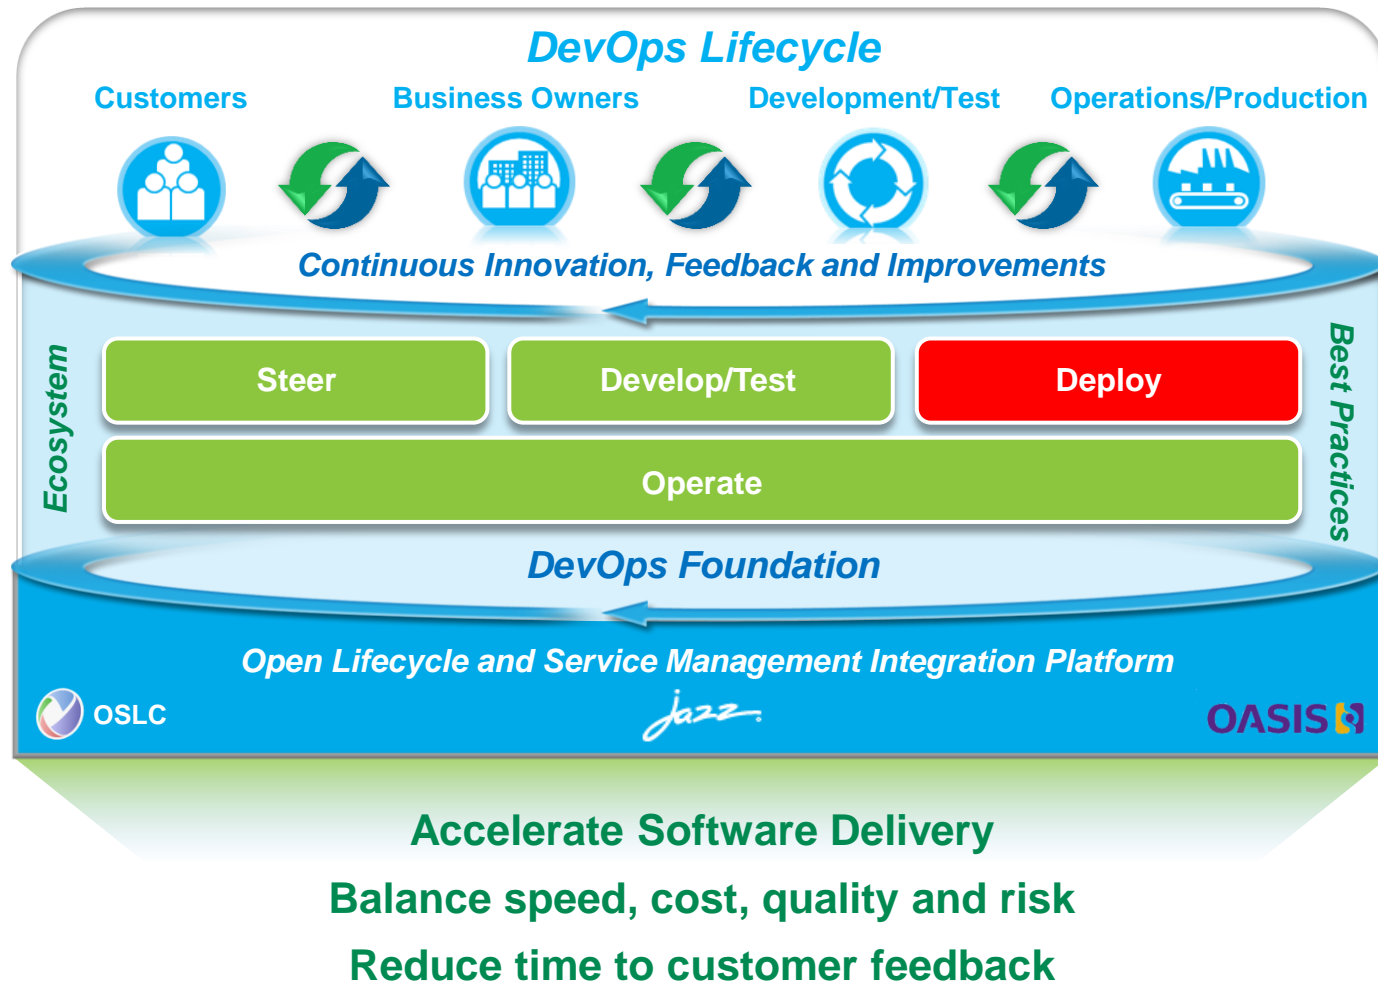 DevOps Lifecycle
Customers
Business Owners
Development/Test
Operations/Production
Continuous Innovation, Feedback and Improvements
Ecosystem
Steer
Develop/Test
Deploy
Best Practices
Operate
DevOps Foundation
Open Lifecycle and Service Management Integration Platform
OSLC
jazz
OASIS
Accelerate Software Delivery
Balance speed, cost, quality and risk
Reduce time to customer feedback